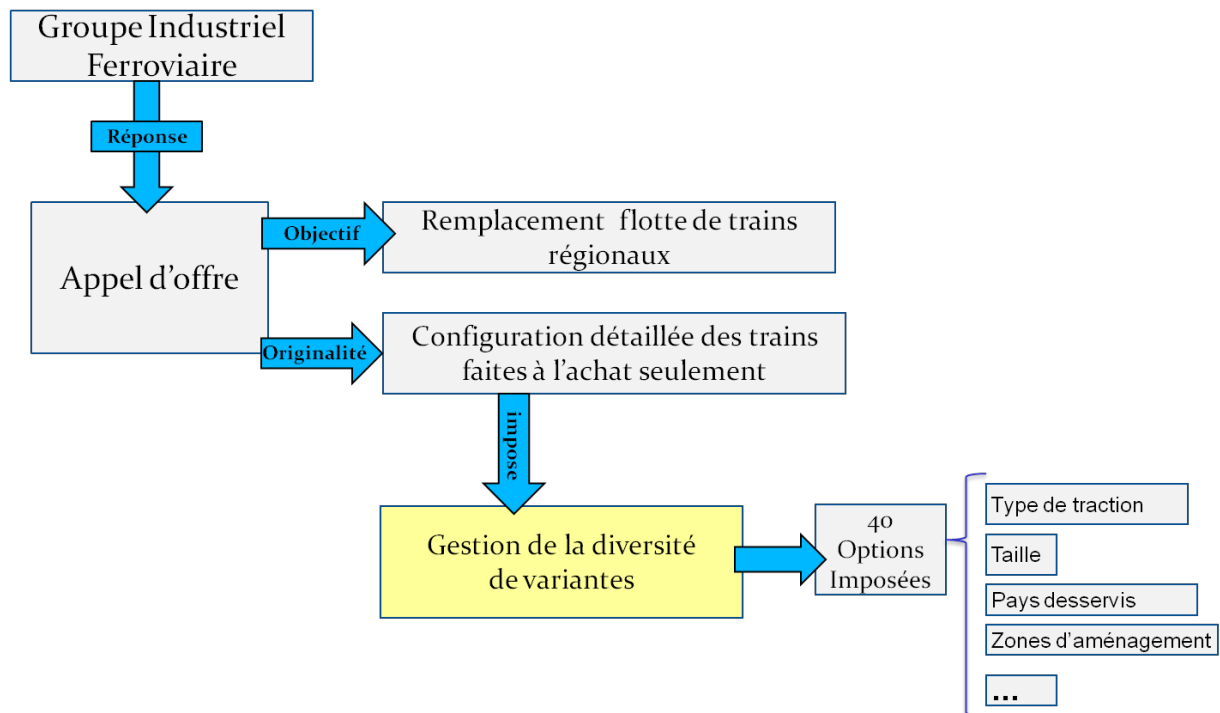 Groupe Industriel
Ferroviaire
Réponse
Appel d'offre
Objectif
Remplacement flotte de trains
régionaux
Originalité
Configuration détaillée des trains
faites à l'achat seulement
impose
Gestion de la diversité
de variantes
40
Options
Imposées
Type de traction
Taille
Pays desservis
Zones d'aménagement
...